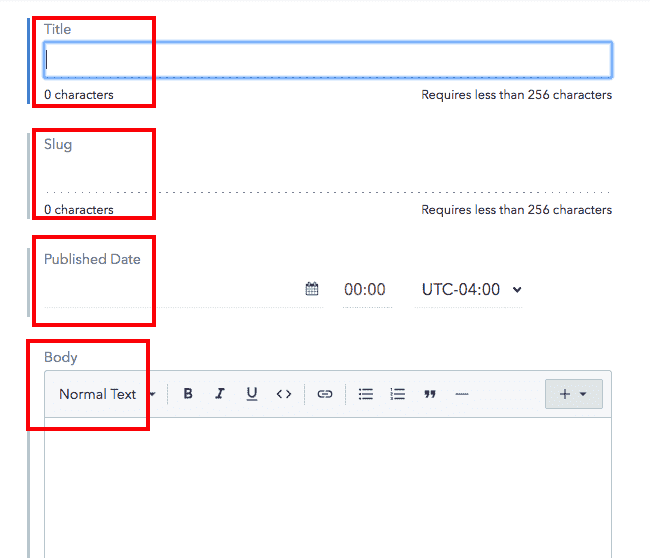 Title
0 characters Requires less than 256 characters
Slug
0 characters Requires less than 256 characters
Published Date
00:00 UTC-04:00
Body
Normal Text B I U <> +